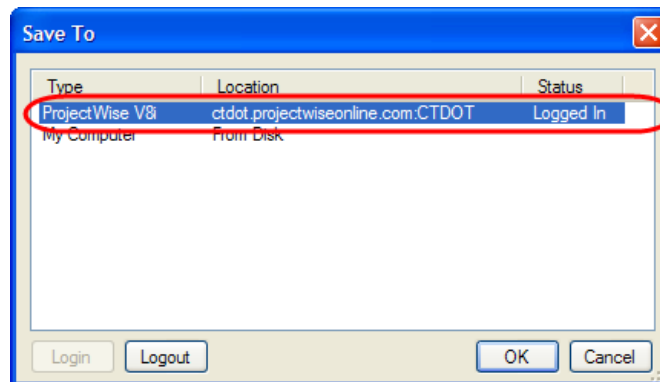 Save To
Type Location Status
ProjectWise V8i ctdot.projectwiseonline.com:CTDOT Logged In
My Computer From Disk
Login Logout OK Cancel